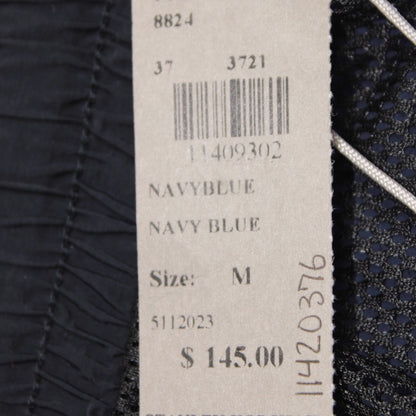 8824
37 3721
11409302
NAVYBLUE
NAVY BLUE
Size: M
5112023
$ 145.00
11420376